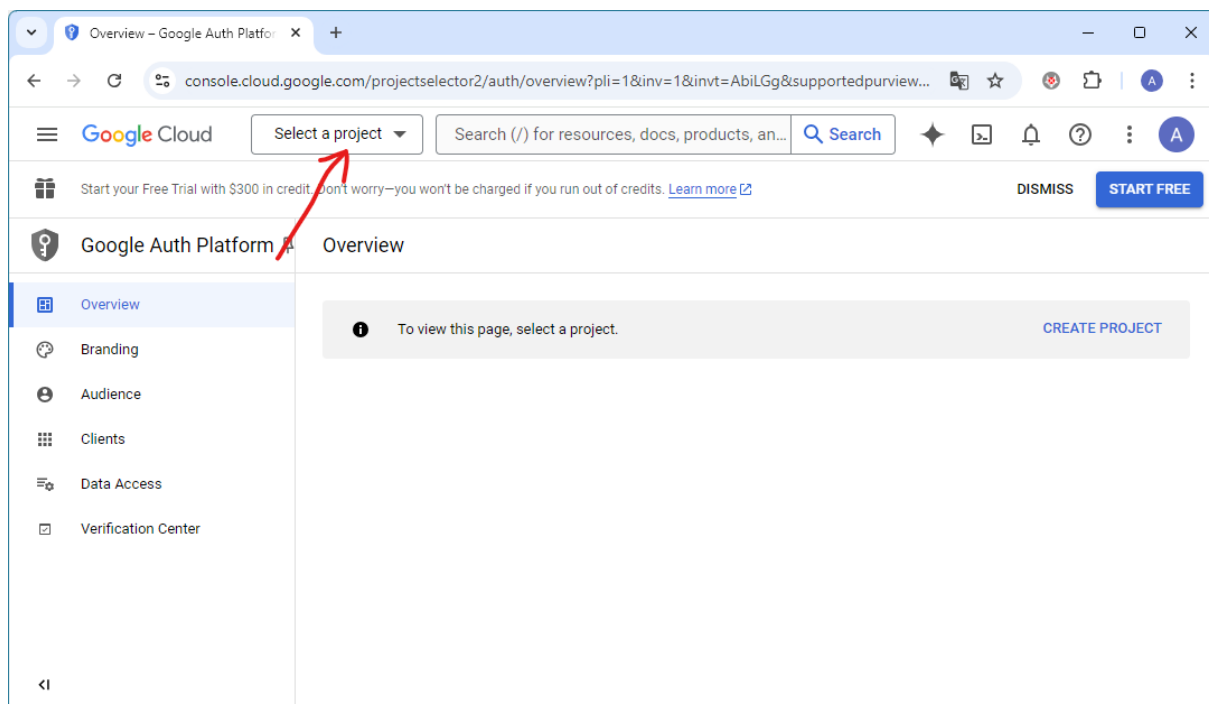 Overview – Google Auth Platfor
console.cloud.google.com/projectselector2/auth/overview?pli=1&inv=1&invt=AbiLGg&supportedpurview...
A
Google Cloud
Select a project
Search (/) for resources, docs, products, an...
Search
A
Start your Free Trial with $300 in credit. Don't worry—you won't be charged if you run out of credits. Learn more
DISMISS
START FREE
Google Auth Platform
Overview
Overview
Branding
Audience
Clients
Data Access
Verification Center
To view this page, select a project.
CREATE PROJECT